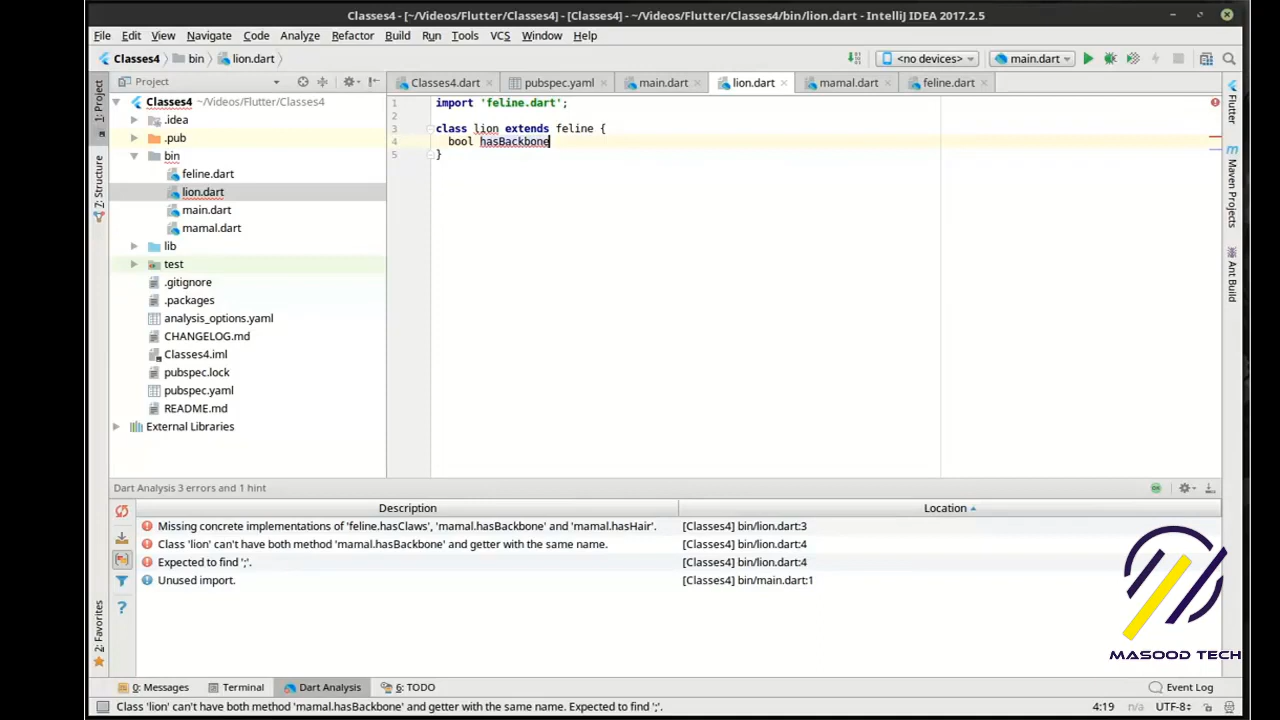 Classes4 - [~/Videos/Flutter/Classes4] - [Classes4] - ~/Videos/Flutter/Classes4/bin/lion.dart - IntelliJ IDEA 2017.2.5
File Edit View Navigate Code Analyze Refactor Build Run Tools VCS Window Help
Classes4 bin lion.dart <no devices> main.dart
1: Project
Project
Classes4.dart pubspec.yaml main.dart lion.dart mamal.dart feline.dart
Classes4 ~/Videos/Flutter/Classes4
.idea
.pub
bin
feline.dart
lion.dart
main.dart
mamal.dart
lib
test
.gitignore
.packages
analysis_options.yaml
CHANGELOG.md
Classes4.iml
pubspec.lock
pubspec.yaml
README.md
External Libraries
7: Structure
1 import 'feline.dart';
2
3 class lion extends feline {
4 bool hasBackbone
5 }
Flutter
Maven Projects
Ant Build
Dart Analysis 3 errors and 1 hint
Description Location
Missing concrete implementations of 'feline.hasClaws', 'mamal.hasBackbone' and 'mamal.hasHair'. [Classes4] bin/lion.dart:3
Class 'lion' can't have both method 'mamal.hasBackbone' and getter with the same name. [Classes4] bin/lion.dart:4
Expected to find ';'. [Classes4] bin/lion.dart:4
Unused import. [Classes4] bin/main.dart:1
2: Favorites
MASOOD TECH
0: Messages Terminal Dart Analysis 6: TODO Event Log
Class 'lion' can't have both method 'mamal.hasBackbone' and getter with the same name. Expected to find ';'. 4:19 n/a UTF-8